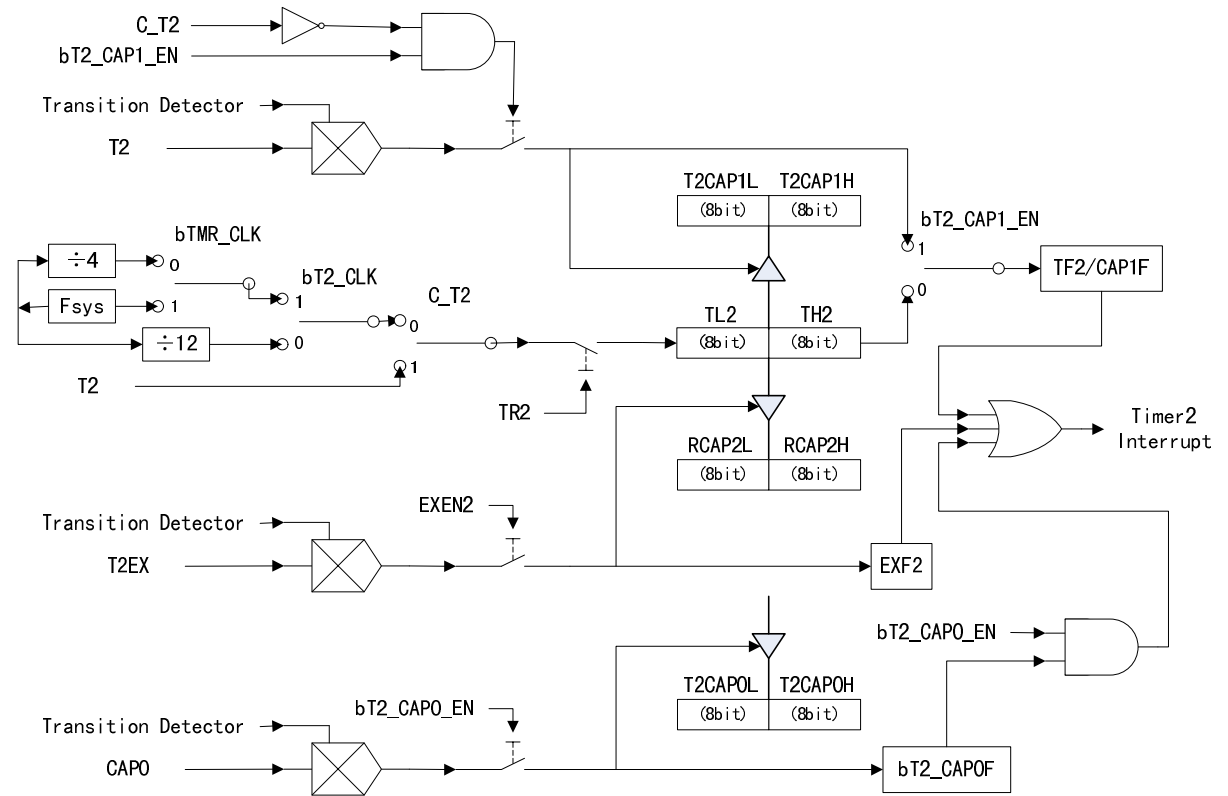 C_T2
bT2_CAP1_EN
Transition Detector
T2
T2CAP1L T2CAP1H
(8bit) (8bit)
bT2_CAP1_EN
1
0
TF2/CAP1F
bTMR_CLK
÷4
0
Fsys
1
÷12
bT2_CLK
1
0
C_T2
0
1
T2
TR2
TL2 TH2
(8bit) (8bit)
RCAP2L RCAP2H
(8bit) (8bit)
Timer2
Interrupt
EXEN2
Transition Detector
T2EX
EXF2
bT2_CAP0_EN
T2CAP0L T2CAP0H
(8bit) (8bit)
bT2_CAP0_EN
Transition Detector
CAP0
bT2_CAP0F